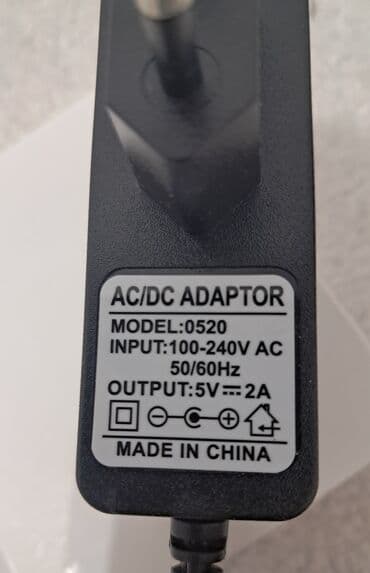 AC/DC ADAPTOR
MODEL:0520
INPUT:100-240V AC
50/60Hz
OUTPUT:5V⎓2A
MADE IN CHINA